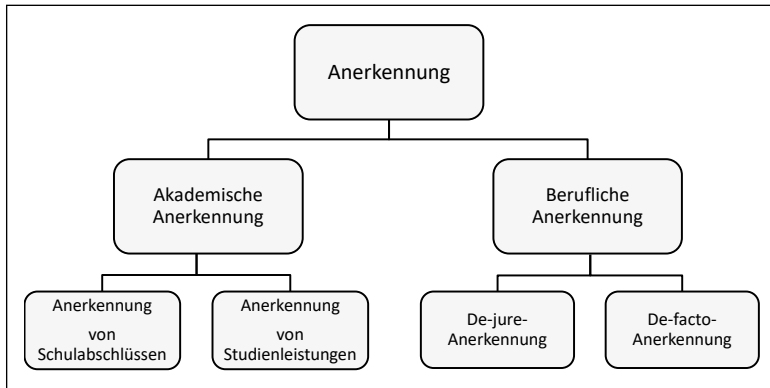 Anerkennung
Akademische
Anerkennung
Berufliche
Anerkennung
Anerkennung
von
Schulabschlüssen
Anerkennung
von
Studienleistungen
De-jure-
Anerkennung
De-facto-
Anerkennung